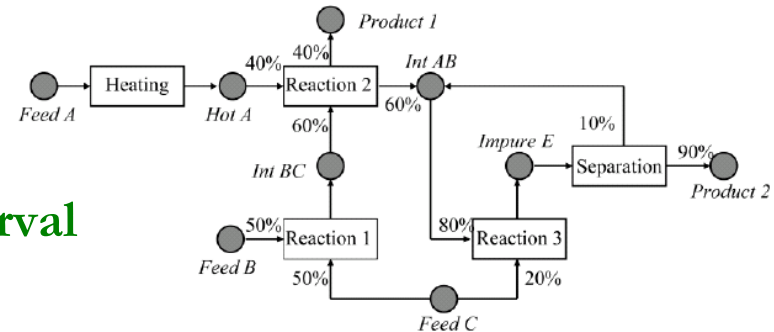 Product 1
40%
40%
Int AB
Heating
Reaction 2
Feed A
Hot A
60%
60%
10%
Impure E
90%
Separation
Int BC
Product 2
rval
50%
Reaction 1
80%
Reaction 3
Feed B
50%
20%
Feed C